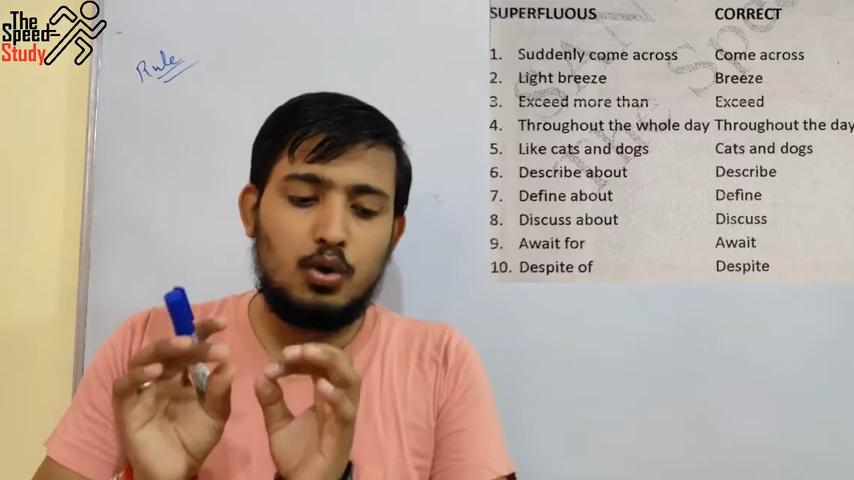 The
Speed
Study
Rule
SUPERFLUOUS CORRECT
1. Suddenly come across Come across
2. Light breeze Breeze
3. Exceed more than Exceed
4. Throughout the whole day Throughout the day
5. Like cats and dogs Cats and dogs
6. Describe about Describe
7. Define about Define
8. Discuss about Discuss
9. Await for Await
10. Despite of Despite